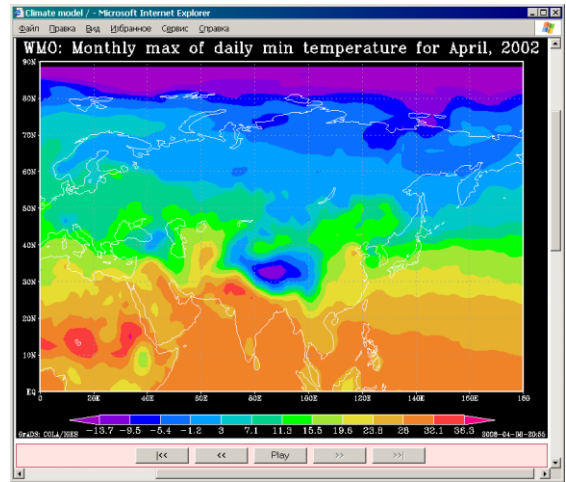 Climate model / - Microsoft Internet Explorer
Файл Правка Вид Избранное Сервис Справка
WMO: Monthly max of daily min temperature for April, 2002
90N
80N
70N
60N
50N
40N
30N
20N
10N
EQ
0 20E 40E 60E 80E 100E 120E 140E 160E 180
-13.7 -9.5 -5.4 -1.2 3 7.1 11.3 15.5 19.6 23.8 28 32.1 36.3
GrADS: COLA/IGES 2008-04-08-20:55
|<< << Play >> >>|